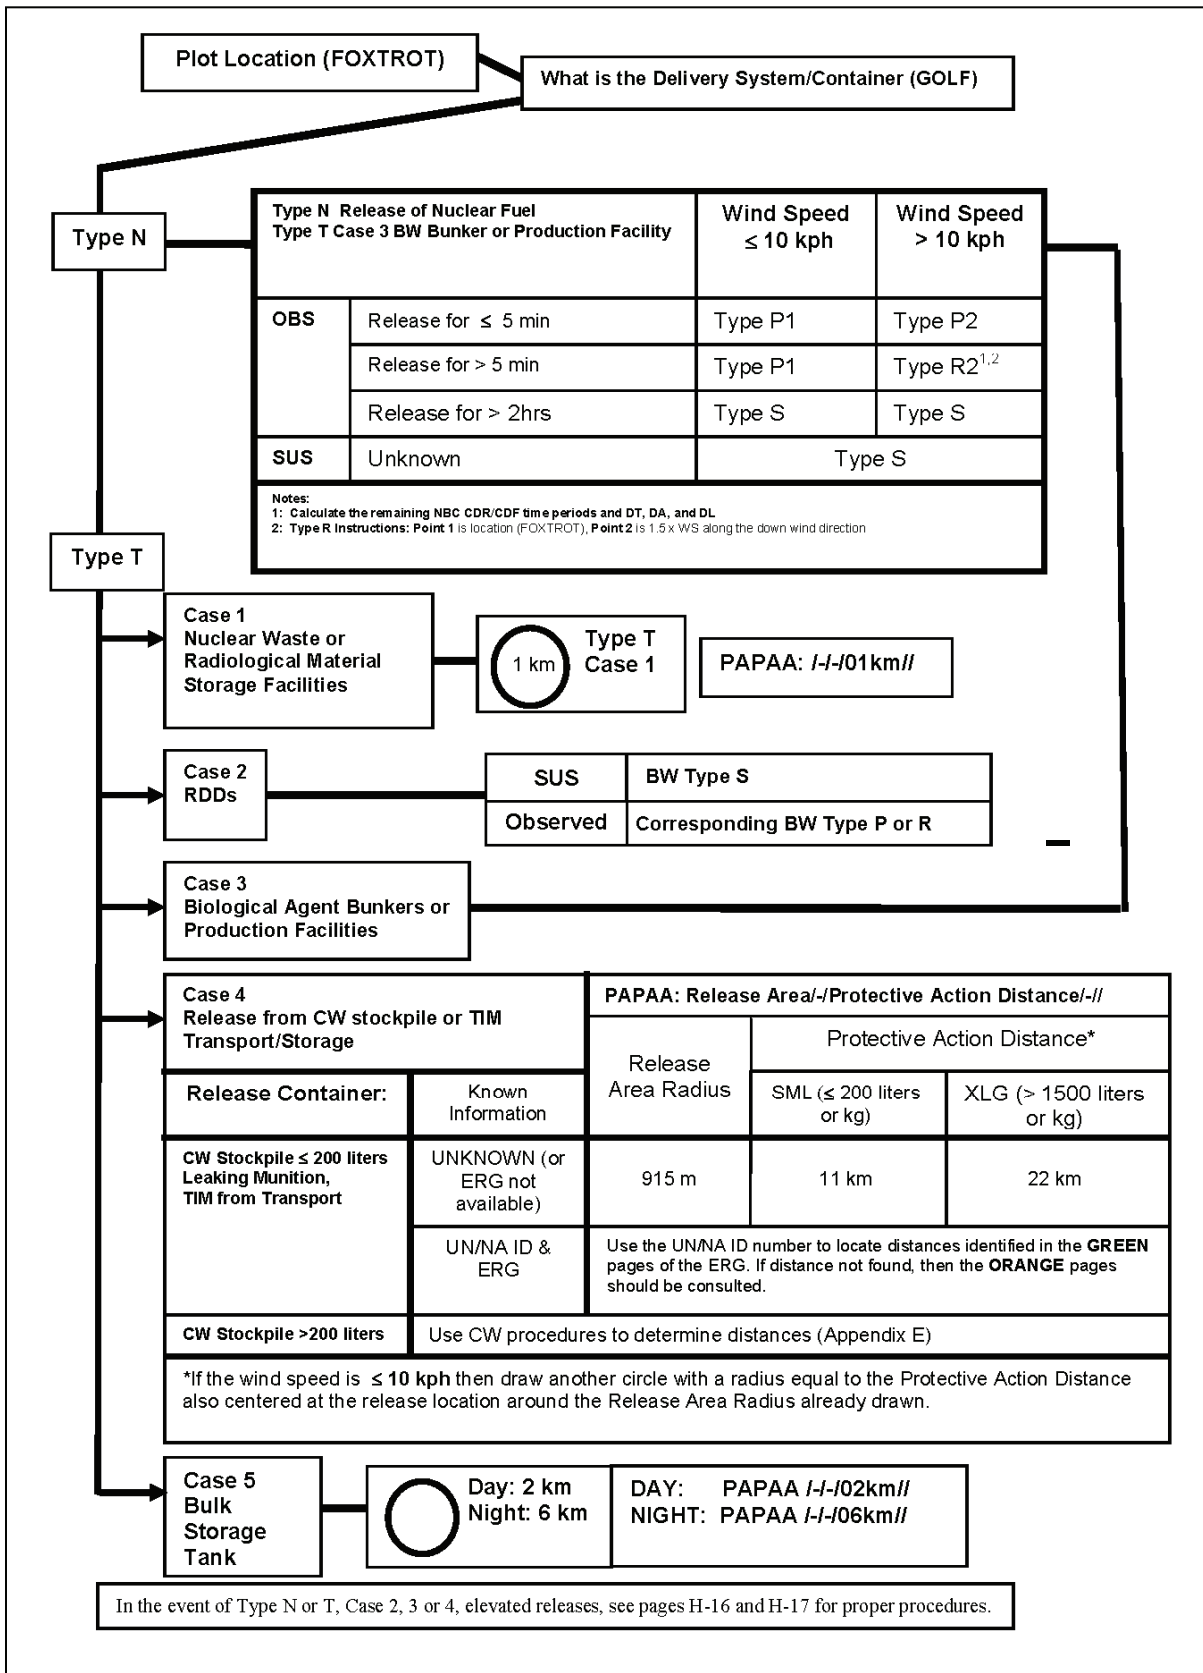 Plot Location (FOXTROT)
What is the Delivery System/Container (GOLF)
Type N
Type N Release of Nuclear Fuel
Type T Case 3 BW Bunker or Production Facility
Wind Speed
≤ 10 kph
Wind Speed
> 10 kph
OBS
Release for ≤ 5 min
Type P1
Type P2
Release for > 5 min
Type P1
Type R21,2
Release for > 2hrs
Type S
Type S
SUS
Unknown
Type S
Notes:
1: Calculate the remaining NBC CDR/CDF time periods and DT, DA, and DL
2: Type R Instructions: Point 1 is location (FOXTROT), Point 2 is 1.5 x WS along the down wind direction
Type T
Case 1
Nuclear Waste or
Radiological Material
Storage Facilities
1 km
Type T
Case 1
PAPAA: /-/-/01km//
Case 2
RDDs
SUS
BW Type S
Observed
Corresponding BW Type P or R
Case 3
Biological Agent Bunkers or
Production Facilities
Case 4
Release from CW stockpile or TIM
Transport/Storage
PAPAA: Release Area/-/Protective Action Distance/-//
Release
Area Radius
Protective Action Distance*
Release Container:
Known
Information
SML (≤ 200 liters
or kg)
XLG (> 1500 liters
or kg)
CW Stockpile ≤ 200 liters
Leaking Munition,
TIM from Transport
UNKNOWN (or
ERG not
available)
915 m
11 km
22 km
UN/NA ID &
ERG
Use the UN/NA ID number to locate distances identified in the GREEN
pages of the ERG. If distance not found, then the ORANGE pages
should be consulted.
CW Stockpile >200 liters
Use CW procedures to determine distances (Appendix E)
*If the wind speed is ≤ 10 kph then draw another circle with a radius equal to the Protective Action Distance
also centered at the release location around the Release Area Radius already drawn.
Case 5
Bulk
Storage
Tank
Day: 2 km
Night: 6 km
DAY: PAPAA /-/-/02km//
NIGHT: PAPAA /-/-/06km//
In the event of Type N or T, Case 2, 3 or 4, elevated releases, see pages H-16 and H-17 for proper procedures.